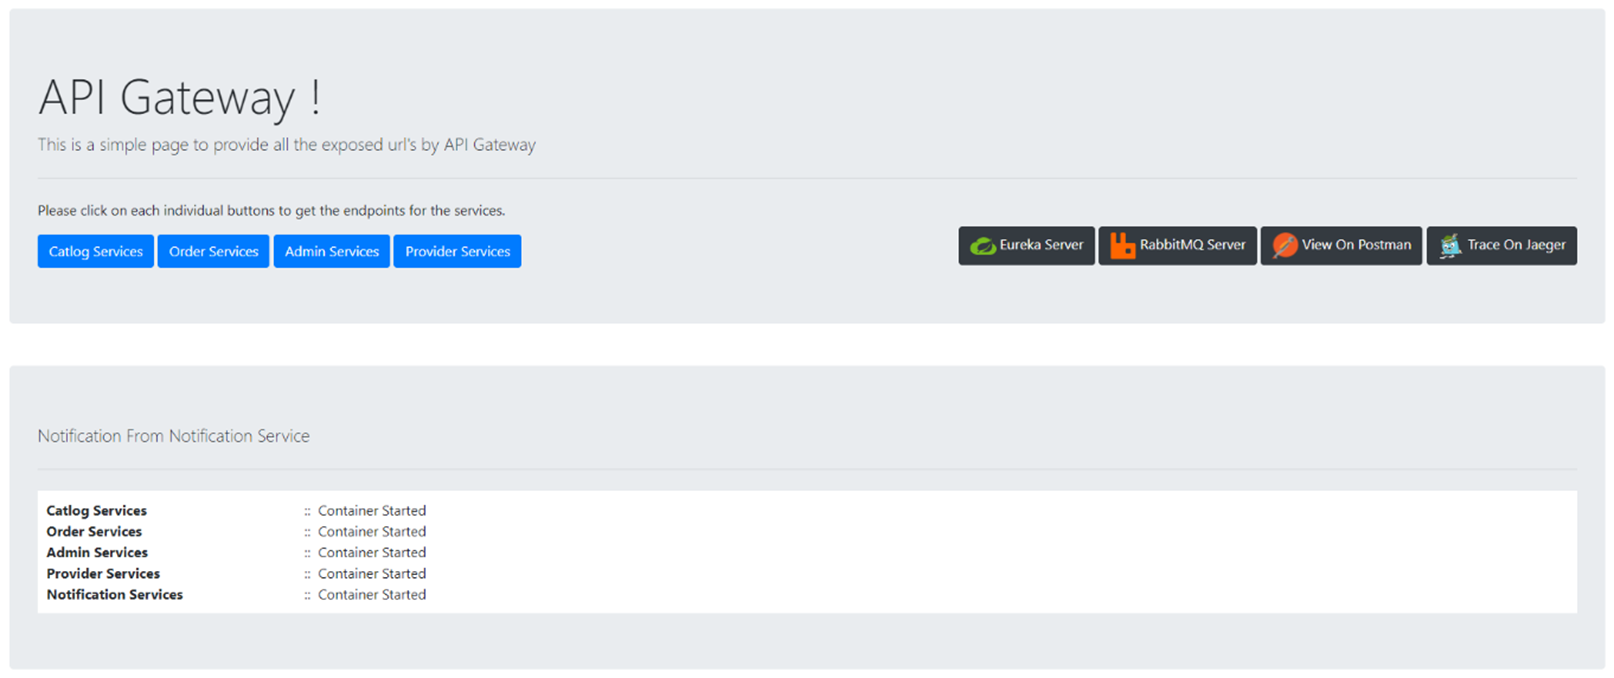 API Gateway !
This is a simple page to provide all the exposed url's by API Gateway
Please click on each individual buttons to get the endpoints for the services.
Catlog Services Order Services Admin Services Provider Services Eureka Server RabbitMQ Server View On Postman Trace On Jaeger
Notification From Notification Service
Catlog Services :: Container Started
Order Services :: Container Started
Admin Services :: Container Started
Provider Services :: Container Started
Notification Services :: Container Started